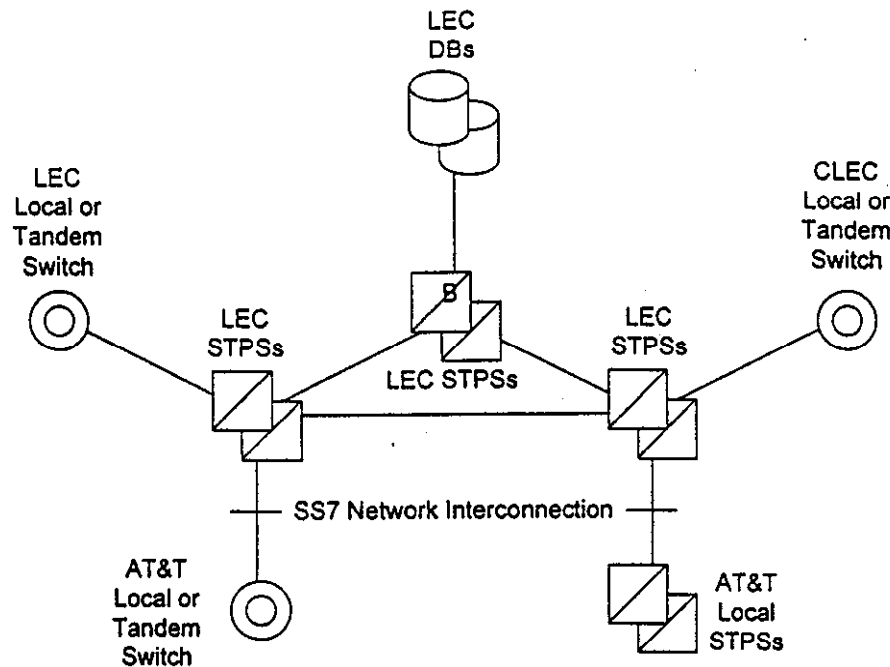 LEC
DBs
LEC
Local or
Tandem
Switch
CLEC
Local or
Tandem
Switch
B
LEC
STPSs
LEC
STPSs
LEC STPSs
SS7 Network Interconnection
AT&T
Local or
Tandem
Switch
AT&T
Local
STPSs